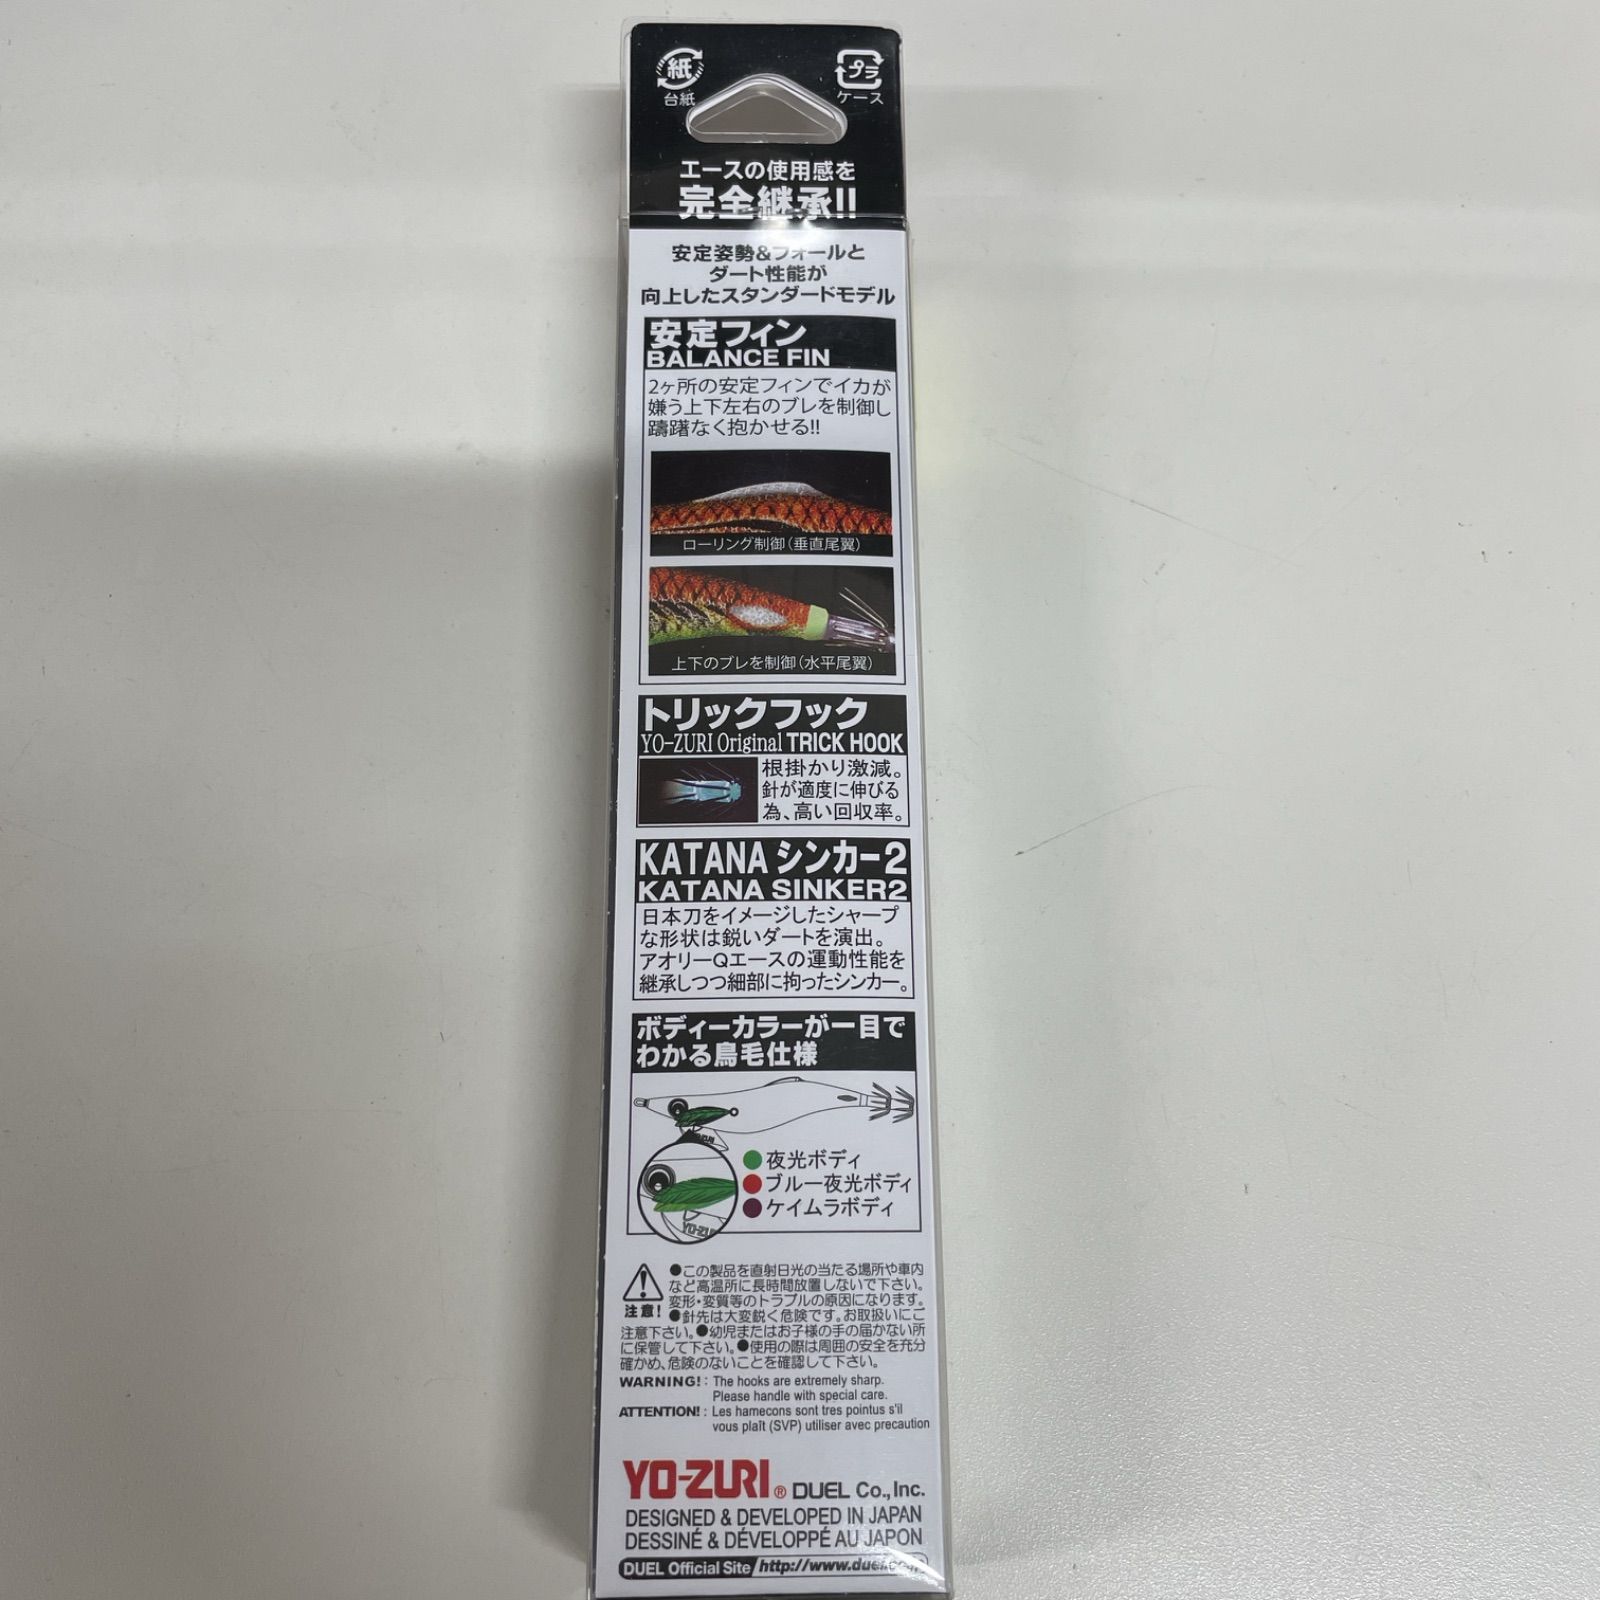 紙
台紙
プラ
ケース
エースの使用感を
完全継承!!
安定姿勢&フォールと
ダート性能が
向上したスタンダードモデル
安定フィン
BALANCE FIN
2ヶ所の安定フィンでイカが
嫌う上下左右のブレを制御し
躊躇なく抱かせる!!
ローリング制御(垂直尾翼)
上下のブレを制御(水平尾翼)
トリックフック
YO-ZURI Original TRICK HOOK
根掛かり激減。
針が適度に伸びる
為、高い回収率。
KATANA シンカー2
KATANA SINKER2
日本刀をイメージしたシャープ
な形状は鋭いダートを演出。
アオリーQエースの運動性能を
継承しつつ細部に拘ったシンカー。
ボディーカラーが一目で
わかる鳥毛仕様
YO-ZURI
●夜光ボディ
●ブルー夜光ボディ
●ケイムラボディ
YO-ZU
注意!
●この製品を直射日光の当たる場所や車内
など高温所に長時間放置しないで下さい。
変形・変質等のトラブルの原因になります。
●針先は大変鋭く危険です。お取扱いにご
注意下さい。●幼児またはお子様の手の届かない所
に保管して下さい。●使用の際は周囲の安全を充分
確かめ、危険のないことを確認して下さい。
WARNING! : The hooks are extremely sharp.
Please handle with special care.
ATTENTION! : Les hamecons sont tres pointus s'il
vous plaît (SVP) utiliser avec precaution
YO-ZURI® DUEL Co., Inc.
DESIGNED & DEVELOPED IN JAPAN
DESSINÉ & DÉVELOPPÉ AU JAPON
DUEL Official Site http://www.duel.co.jp